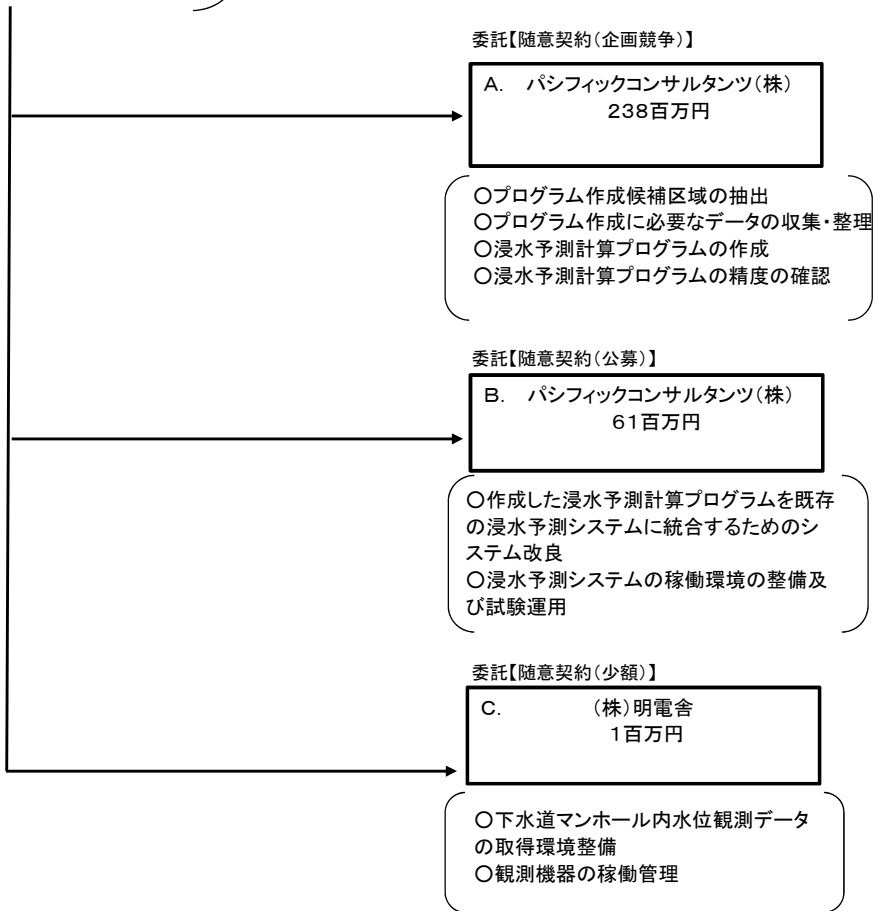 委託【随意契約(企画競争)】
A. パシフィックコンサルタンツ(株)
238百万円
〇プログラム作成候補区域の抽出
〇プログラム作成に必要なデータの収集・整理
〇浸水予測計算プログラムの作成
〇浸水予測計算プログラムの精度の確認
委託【随意契約(公募)】
B. パシフィックコンサルタンツ(株)
61百万円
〇作成した浸水予測計算プログラムを既存
の浸水予測システムに統合するためのシ
ステム改良
〇浸水予測システムの稼働環境の整備及
び試験運用
委託【随意契約(少額)】
C. (株)明電舎
1百万円
〇下水道マンホール内水位観測データ
の取得環境整備
〇観測機器の稼働管理